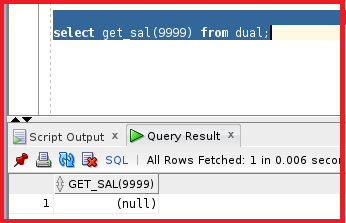 select get_sal(9999) from dual;
Script Output x Query Result x
SQL | All Rows Fetched: 1 in 0.006
GET_SAL(9999)
1 (null)